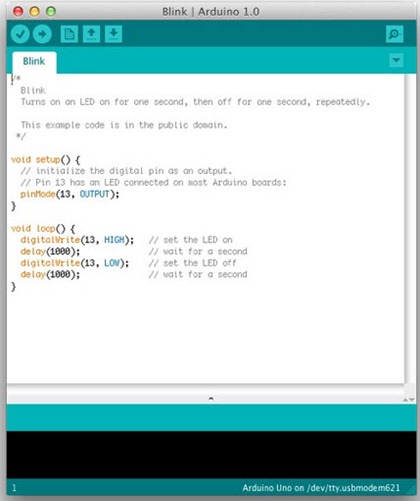 Blink | Arduino 1.0
Blink
/*
Blink
Turns on an LED on for one second, then off for one second, repeatedly.
This example code is in the public domain.
*/
void setup() {
// initialize the digital pin as an output.
// Pin 13 has an LED connected on most Arduino boards:
pinMode(13, OUTPUT);
}
void loop() {
digitalWrite(13, HIGH);   // set the LED on
delay(1000);              // wait for a second
digitalWrite(13, LOW);    // set the LED off
delay(1000);              // wait for a second
}
1 Arduino Uno on /dev/tty.usbmodem621